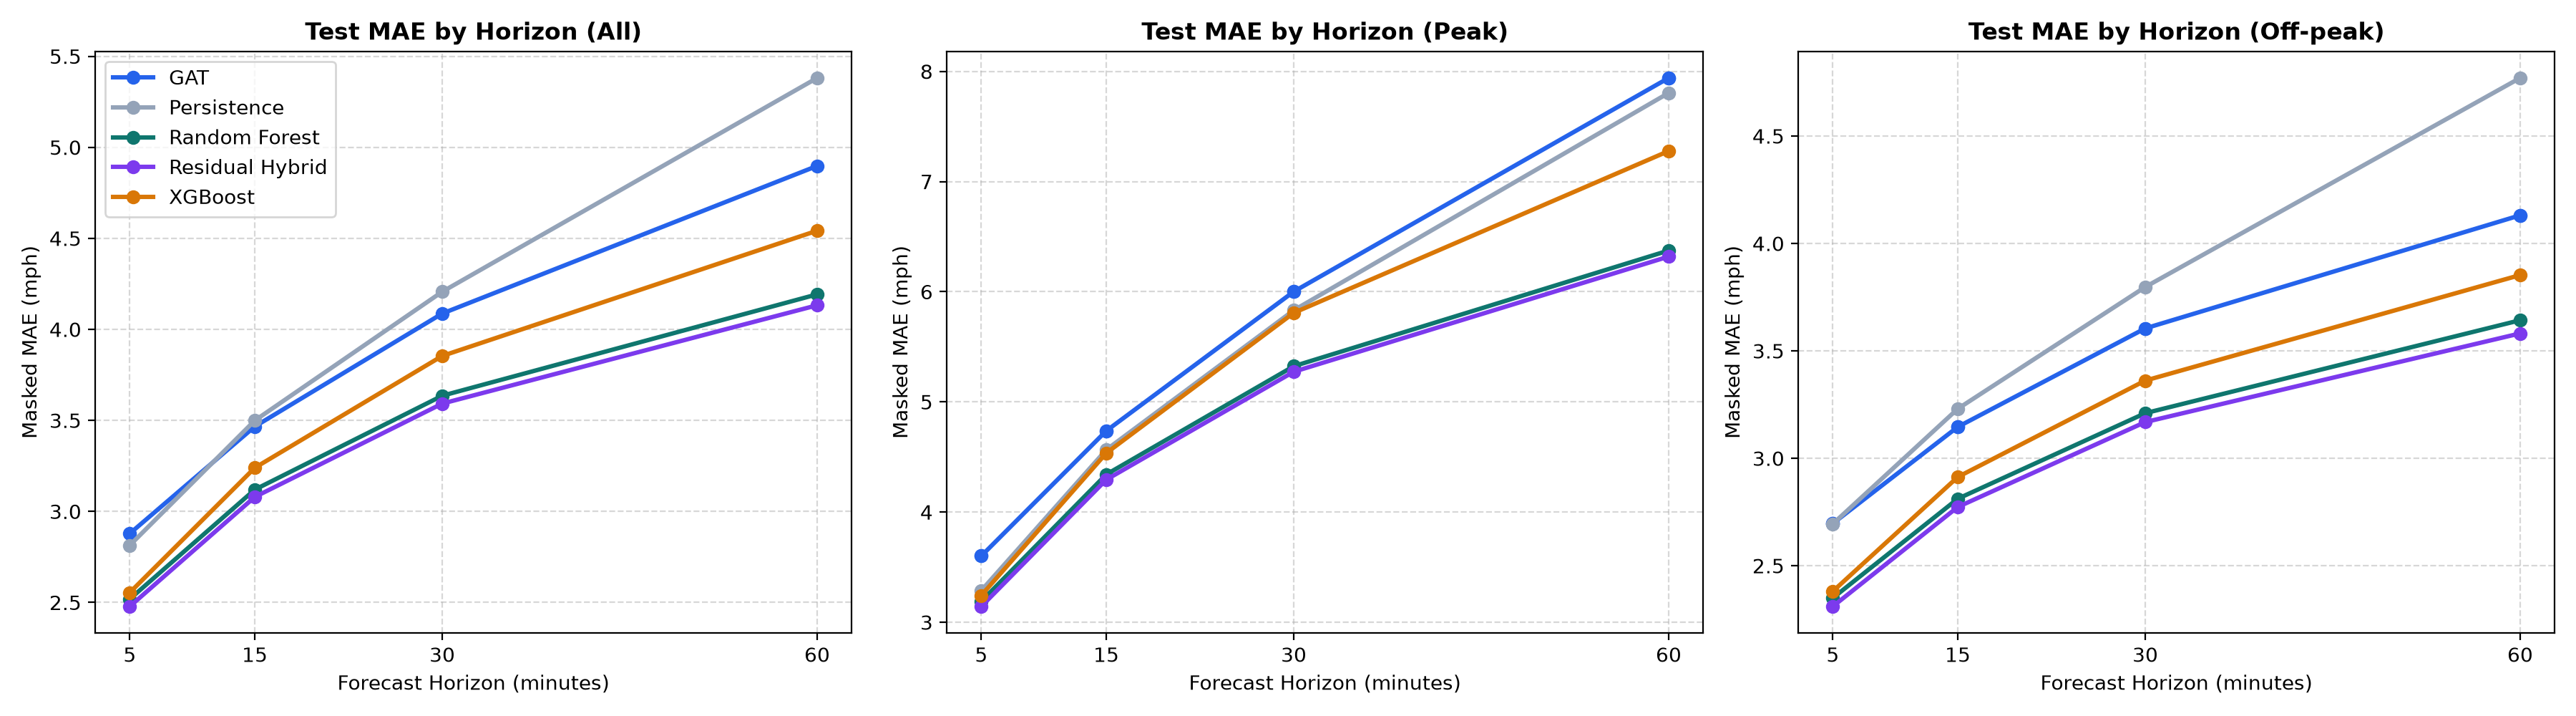 Test MAE by Horizon (All)
5.5
5.0
4.5
4.0
3.5
3.0
2.5
Masked MAE (mph)
GAT
Persistence
Random Forest
Residual Hybrid
XGBoost
5 15 30 60
Forecast Horizon (minutes)
Test MAE by Horizon (Peak)
8
7
6
5
4
3
Masked MAE (mph)
5 15 30 60
Forecast Horizon (minutes)
Test MAE by Horizon (Off-peak)
4.5
4.0
3.5
3.0
2.5
Masked MAE (mph)
5 15 30 60
Forecast Horizon (minutes)